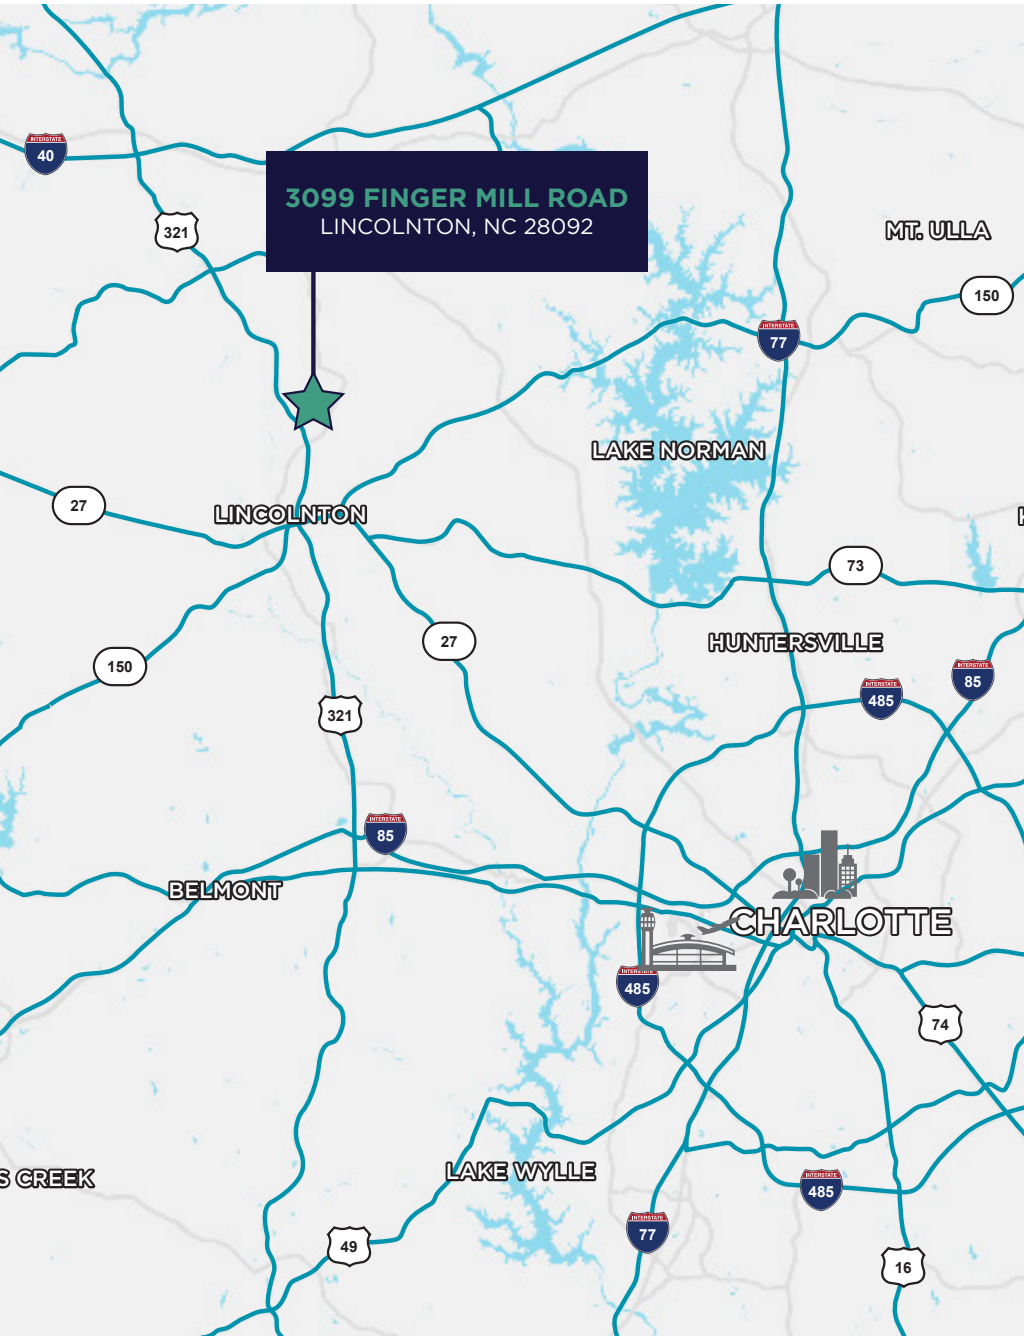 INTERSTATE
40
3099 FINGER MILL ROAD
LINCOLNTON, NC 28092
321
MT. ULLA
150
INTERSTATE
77
LAKE NORMAN
27
LINCOLNTON
73
27
HUNTERSVILLE
150
INTERSTATE
85
INTERSTATE
485
321
INTERSTATE
85
BELMONT
CHARLOTTE
INTERSTATE
485
74
S CREEK
LAKE WYLLE
INTERSTATE
485
INTERSTATE
77
49
16